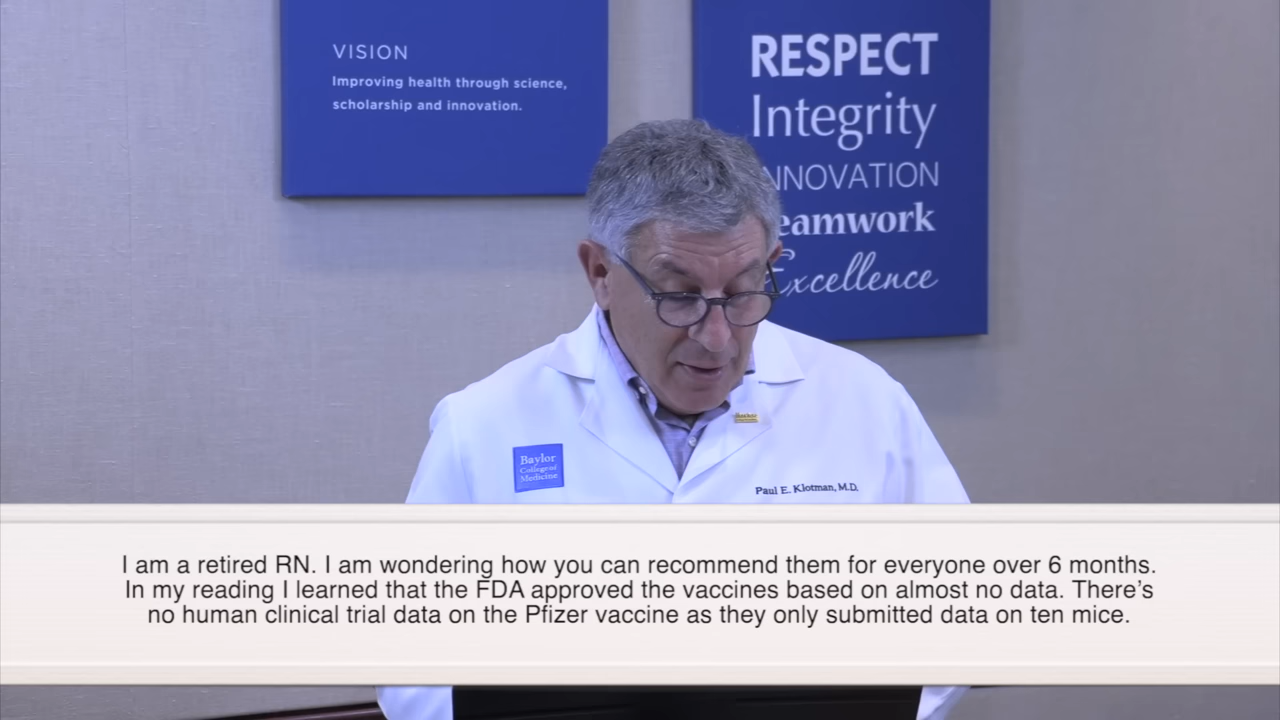 VISION
Improving health through science,
scholarship and innovation.
RESPECT
Integrity
INNOVATION
eamwork
Excellence
Baylor
College of
Medicine
Paul E. Klotman, M.D.
I am a retired RN. I am wondering how you can recommend them for everyone over 6 months.
In my reading I learned that the FDA approved the vaccines based on almost no data. There's
no human clinical trial data on the Pfizer vaccine as they only submitted data on ten mice.